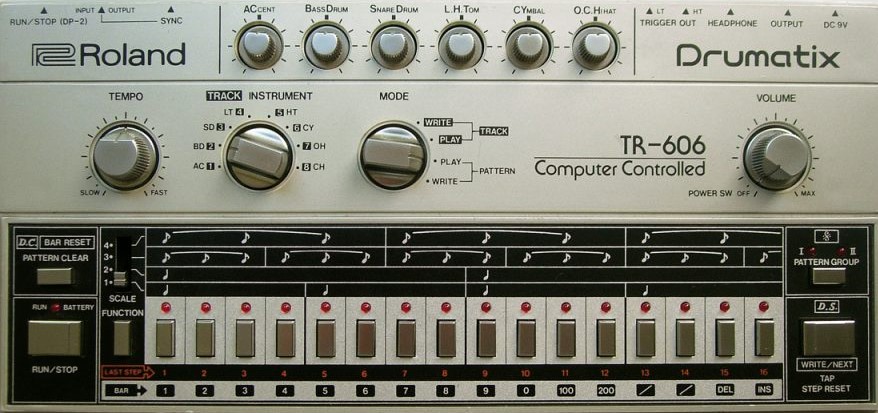 RUN/STOP (DP-2)
INPUT OUTPUT
SYNC
ACCENT
BASSDRUM
SNAREDRUM
L.H.TOM
CYMBAL
O.C.HIHAT
LT HT
TRIGGER OUT
HEADPHONE
OUTPUT
DC 9V
Roland
Drumatix
TEMPO
SLOW FAST
TRACK INSTRUMENT
LT 4 5 HT
SD 3 6 CY
BD 2 7 OH
AC 1 8 CH
MODE
WRITE
PLAY
TRACK
PLAY
WRITE
PATTERN
TR-606
Computer Controlled
VOLUME
POWER SW OFF MAX
D.C. BAR RESET
PATTERN CLEAR
4
3
2
1
SCALE
FUNCTION
I II
PATTERN GROUP
RUN BATTERY
RUN/STOP
D.S.
WRITE/NEXT
TAP
STEP RESET
LAST STEP 1 2 3 4 5 6 7 8 9 10 11 12 13 14 15 16
BAR 1 2 3 4 5 6 7 8 9 0 100 200 DEL INS